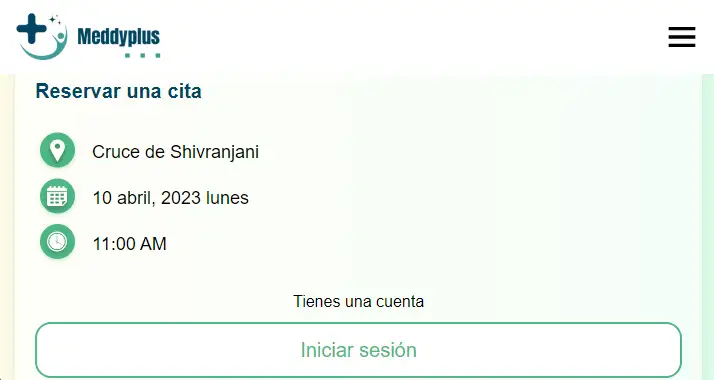 Meddyplus
Reservar una cita
Cruce de Shivranjani
10 abril, 2023 lunes
11:00 AM
Tienes una cuenta
Iniciar sesión